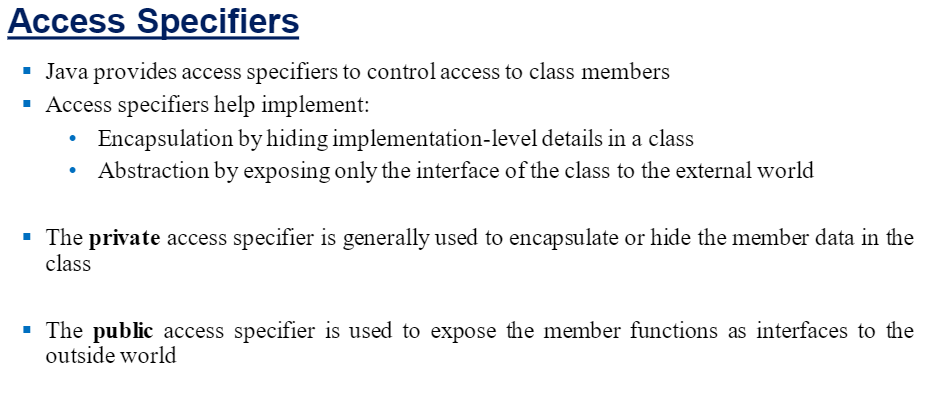 Access Specifiers
▪ Java provides access specifiers to control access to class members
▪ Access specifiers help implement:
• Encapsulation by hiding implementation-level details in a class
• Abstraction by exposing only the interface of the class to the external world
▪ The private access specifier is generally used to encapsulate or hide the member data in the
class
▪ The public access specifier is used to expose the member functions as interfaces to the
outside world